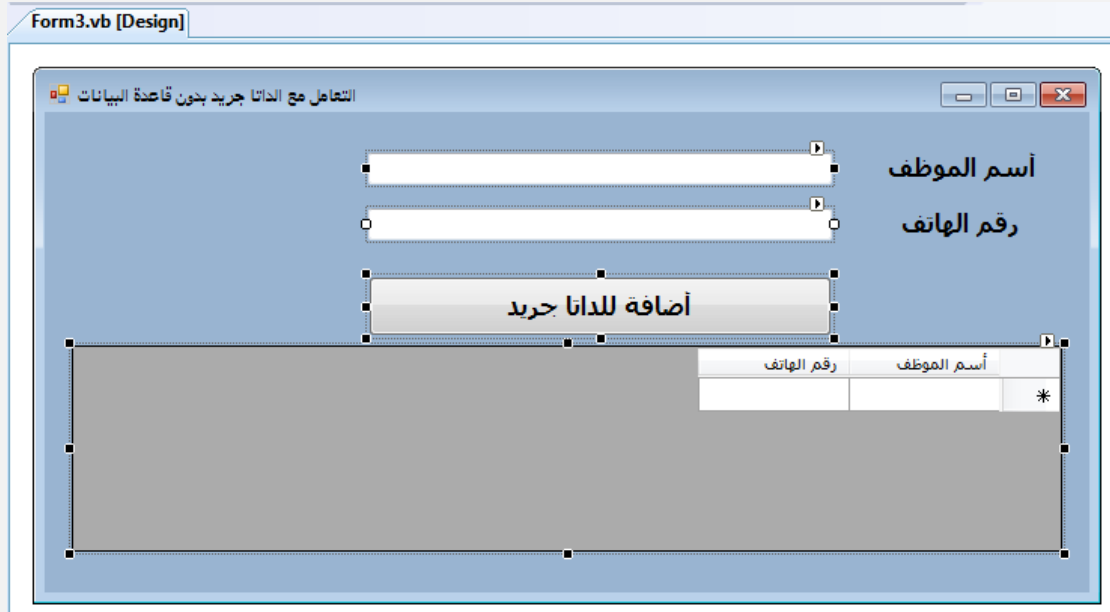 Form3.vb [Design]
التعامل مع الداتا جريد بدون قاعدة البيانات
أسم الموظف
رقم الهاتف
أضافة للداتا جريد
أسم الموظف رقم الهاتف